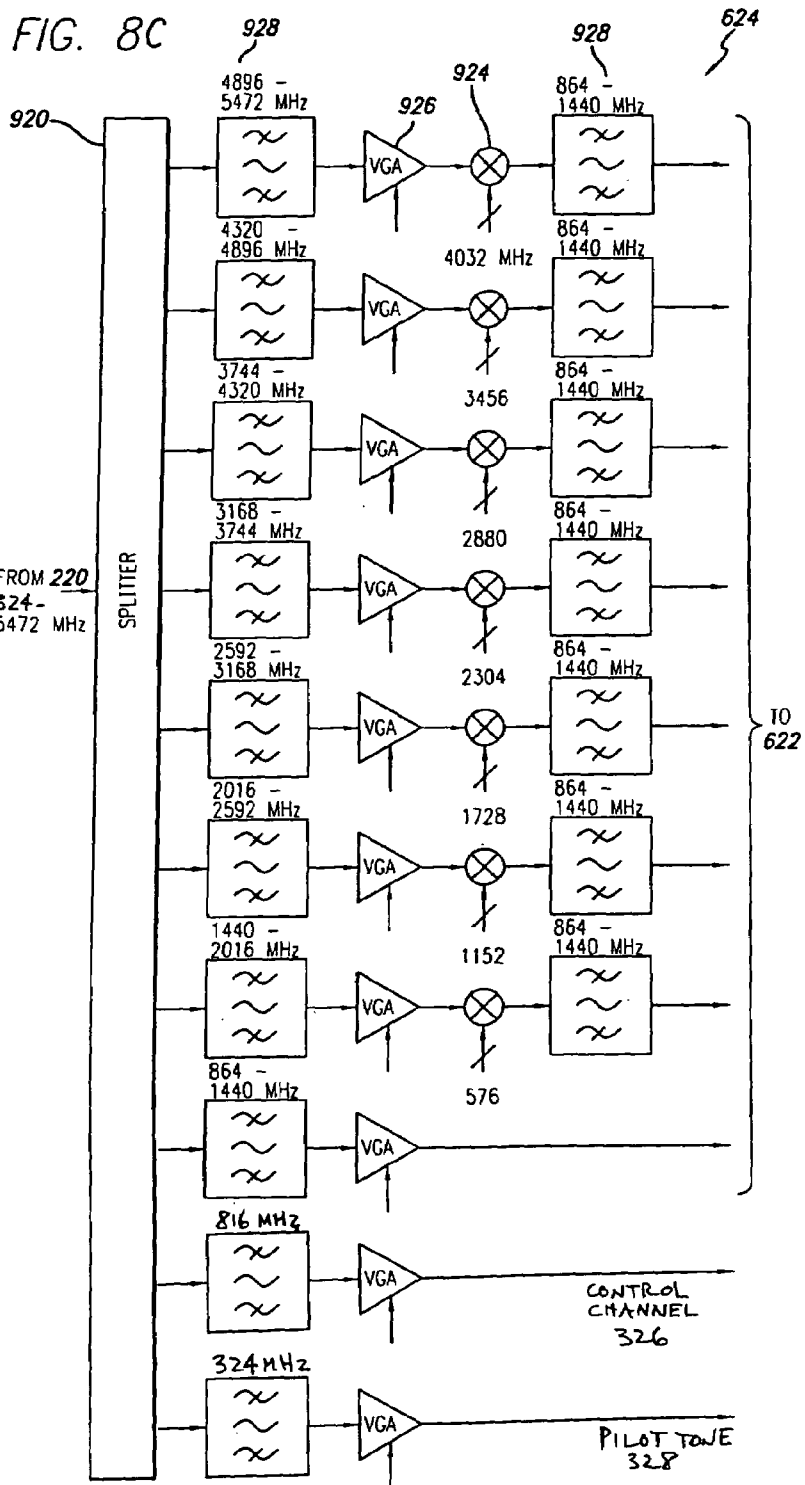 FIG. 8C
928
928
624
4896 -
5472 MHz
924
864 -
1440 MHz
920
926
VGA
4320 -
4896 MHz
4032 MHz
864 -
1440 MHz
VGA
3744 -
4320 MHz
3456
864 -
1440 MHz
VGA
3168 -
3744 MHz
2880
864 -
1440 MHz
FROM 220
324-
5472 MHz
SPLITTER
VGA
2592 -
3168 MHz
2304
864 -
1440 MHz
VGA
TO
622
2016 -
2592 MHz
1728
864 -
1440 MHz
VGA
1440 -
2016 MHz
1152
864 -
1440 MHz
VGA
864 -
1440 MHz
576
VGA
816 MHz
VGA
CONTROL
CHANNEL
326
324 MHz
VGA
PILOT TONE
328